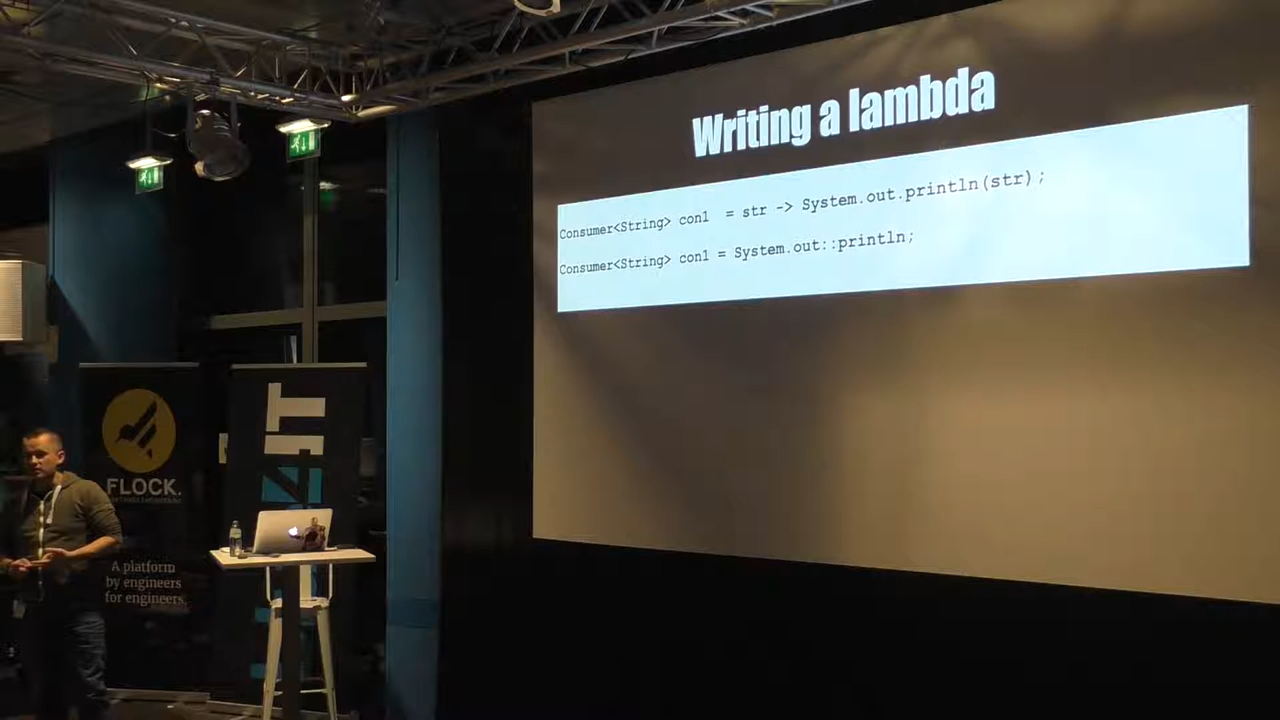 Writing a lambda
Consumer<String> con1  = str -> System.out.println(str);
Consumer<String> con1 = System.out::println;
FLOCK.
A platform
by engineers
for engineers.
IT